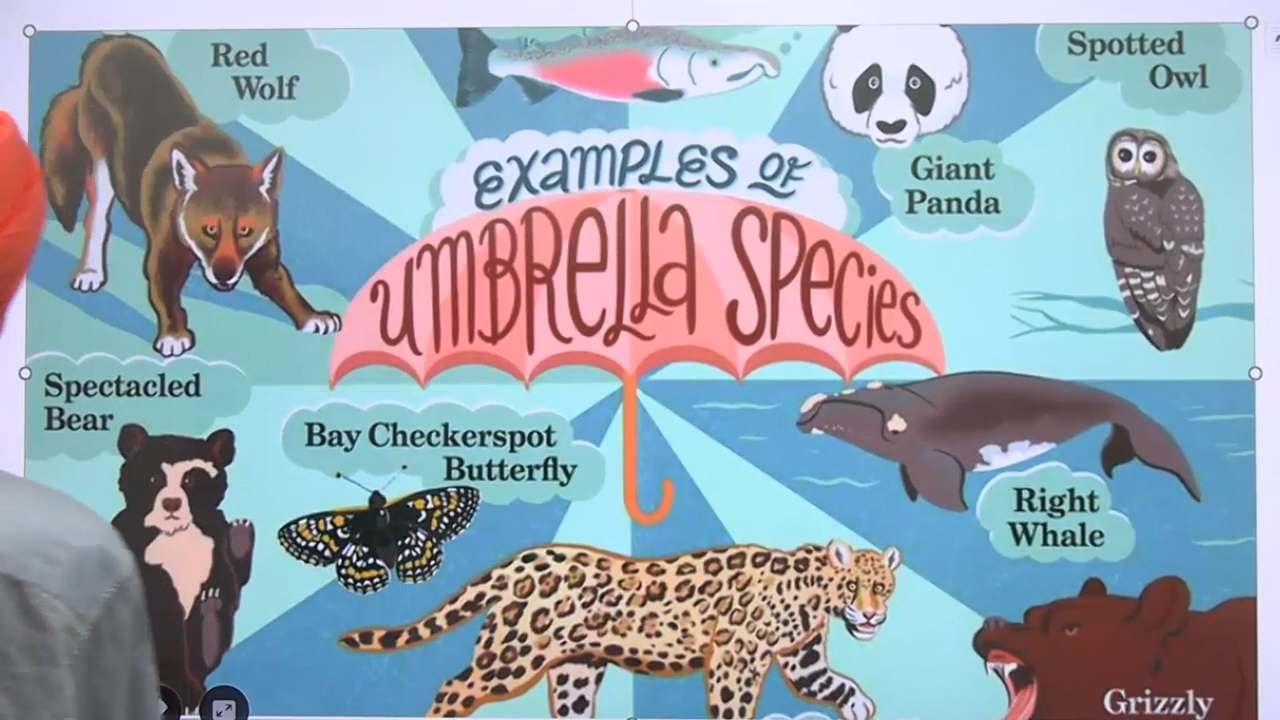 Red
Wolf
Spotted
Owl
EXAMPLES OF
UMBRELLA SPECIES
Giant
Panda
Spectacled
Bear
Bay Checkerspot
Butterfly
Right
Whale
Grizzly